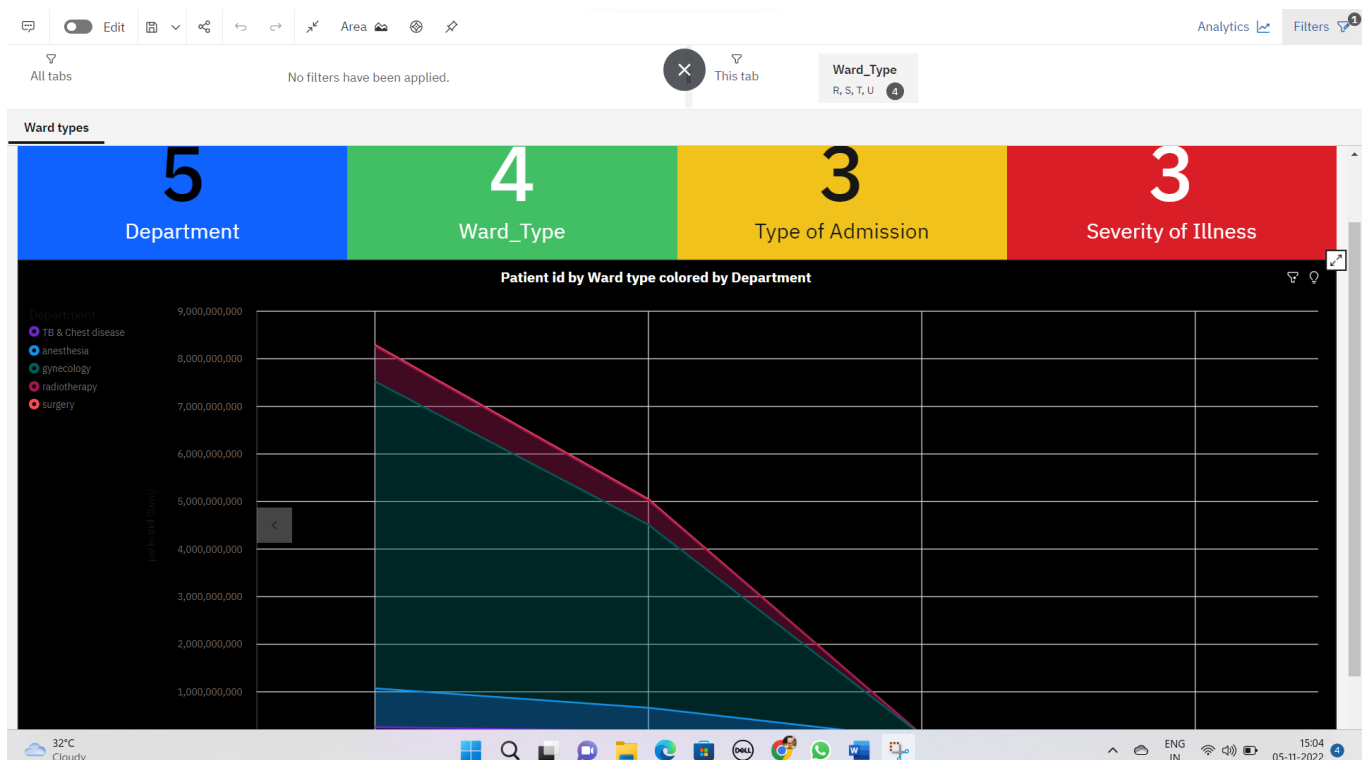 Edit
Area
Analytics
Filters
1
All tabs
No filters have been applied.
This tab
Ward_Type
R, S, T, U 4
Ward types
5
Department
4
Ward_Type
3
Type of Admission
3
Severity of Illness
Patient id by Ward type colored by Department
Department
TB & Chest disease
anesthesia
gynecology
radiotherapy
surgery
9,000,000,000
8,000,000,000
7,000,000,000
6,000,000,000
5,000,000,000
4,000,000,000
3,000,000,000
2,000,000,000
1,000,000,000
patientid (Sum)
32°C
Cloudy
DELL
W
ENG
IN
15:04
05-11-2022
4